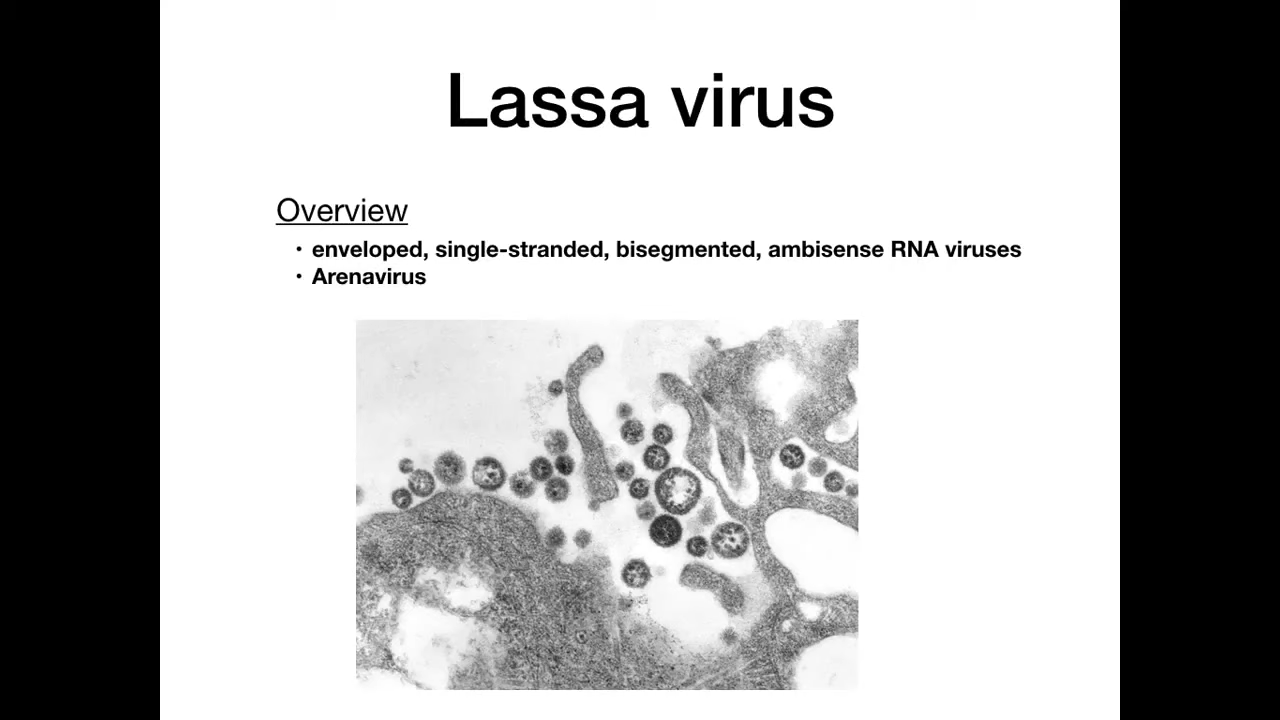 Lassa virus
Overview
• enveloped, single-stranded, bisegmented, ambisense RNA viruses
• Arenavirus